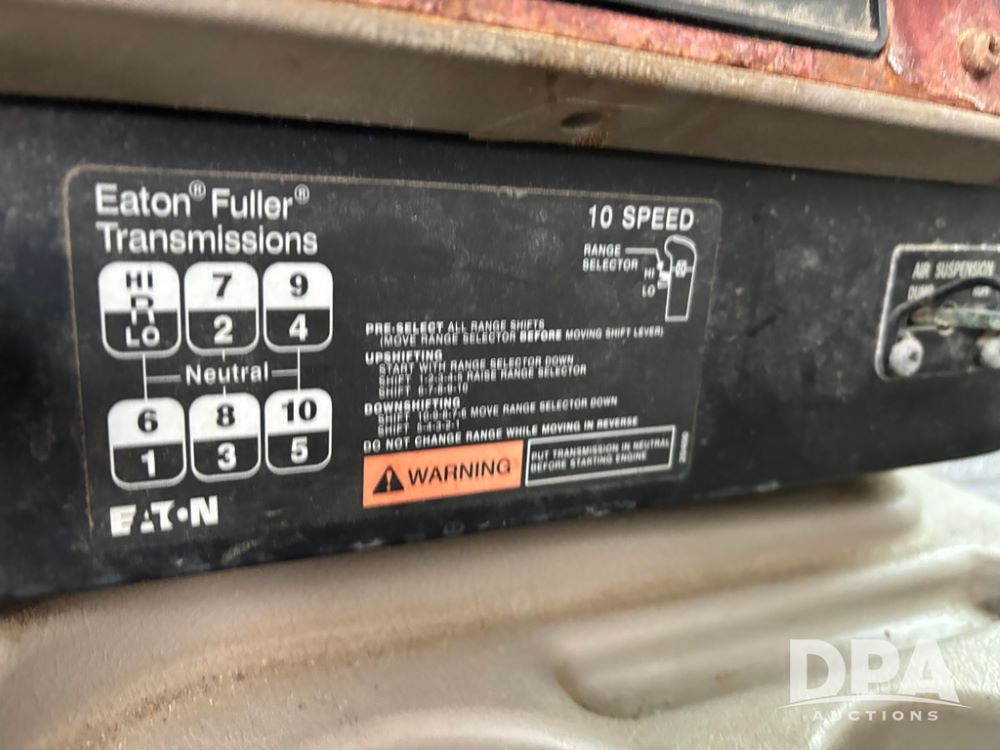 Eaton® Fuller®
Transmissions
10 SPEED
RANGE
SELECTOR
HI
LO
HI 7 9
R
LO 2 4
Neutral
6 8 10
1 3 5
EATON
PRE-SELECT ALL RANGE SHIFTS
(MOVE RANGE SELECTOR BEFORE MOVING SHIFT LEVER)
UPSHIFTING
START WITH RANGE SELECTOR DOWN
SHIFT 1-2-3-4-5 RAISE RANGE SELECTOR
SHIFT 6-7-8-9-10
DOWNSHIFTING
SHIFT 10-9-8-7-6 MOVE RANGE SELECTOR DOWN
SHIFT 5-4-3-2-1
DO NOT CHANGE RANGE WHILE MOVING IN REVERSE
WARNING
PUT TRANSMISSION IN NEUTRAL
BEFORE STARTING ENGINE
AIR SUSPENSION
DUMP
DPA
AUCTIONS